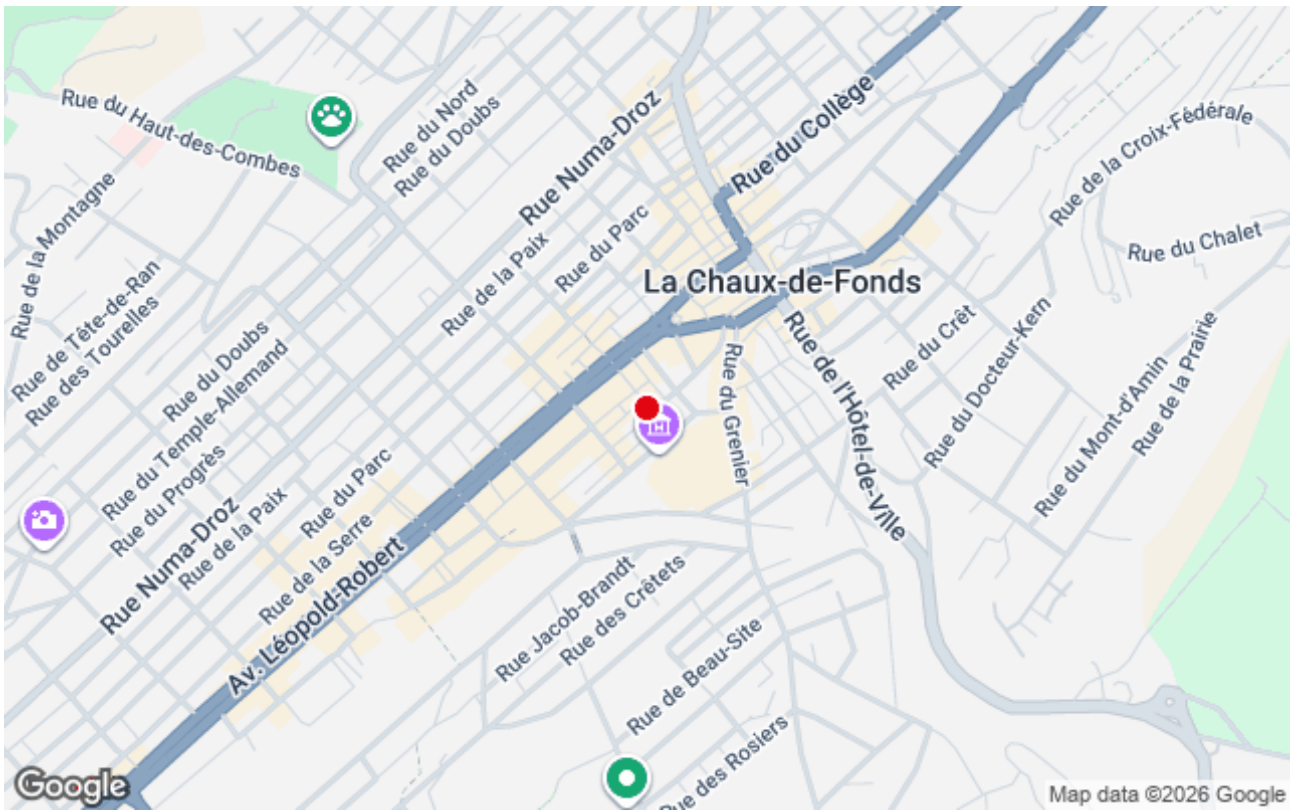 Rue du Haut-des-Combes
Rue du Nord
Rue du Doubs
Rue Numa-Droz
Rue du Collège
Rue de la Croix-Fédérale
Rue du Chalet
Rue de la Montagne
Rue de la Paix
Rue du Parc
La Chaux-de-Fonds
Rue de Tête-de-Ran
Rue des Tourelles
Rue du Doubs
Rue du Temple-Allemand
Rue du Progrès
Rue Numa-Droz
Rue de la Paix
Rue du Parc
Rue de la Serre
Av. Léopold-Robert
Rue du Grenier
Rue de l'Hôtel-de-Ville
Rue du Crêt
Rue du Docteur-Kern
Rue du Mont-d'Amin
Rue de la Prairie
Rue Jacob-Brandt
Rue des Crêtets
Rue de Beau-Site
Rue des Rosiers
Google
Map data ©2026 Google